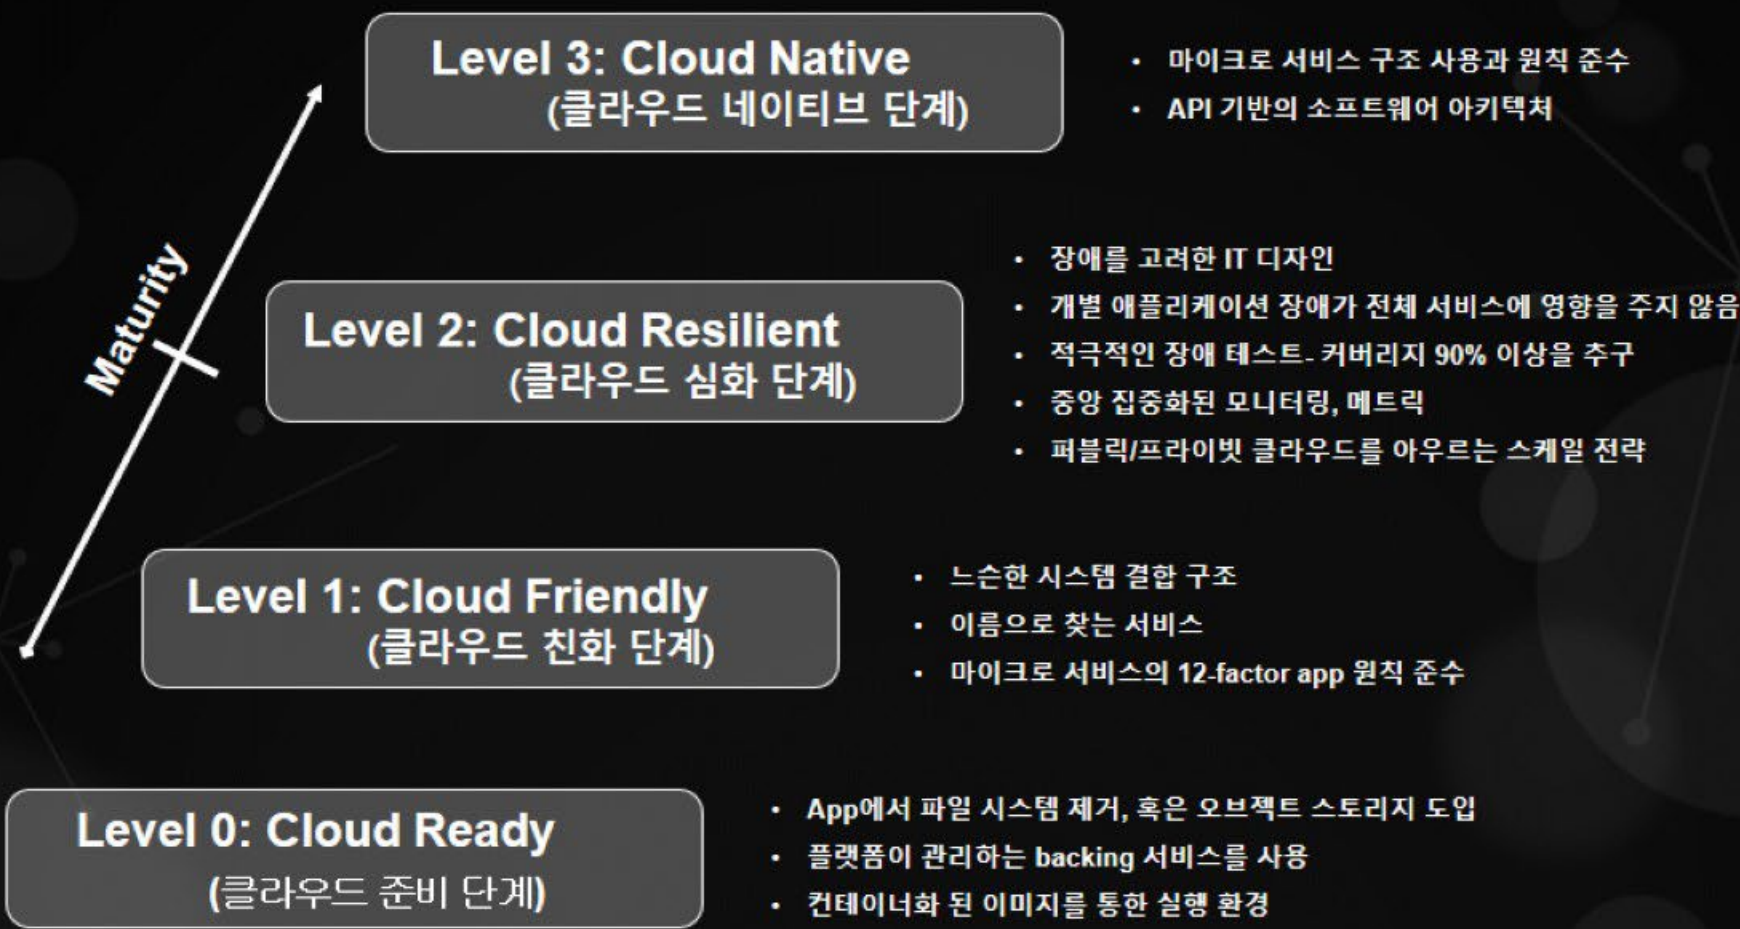 Level 3: Cloud Native
(클라우드 네이티브 단계)
• 마이크로 서비스 구조 사용과 원칙 준수
• API 기반의 소프트웨어 아키텍처
Maturity
Level 2: Cloud Resilient
(클라우드 심화 단계)
• 장애를 고려한 IT 디자인
• 개별 애플리케이션 장애가 전체 서비스에 영향을 주지 않음
• 적극적인 장애 테스트- 커버리지 90% 이상을 추구
• 중앙 집중화된 모니터링, 메트릭
• 퍼블릭/프라이빗 클라우드를 아우르는 스케일 전략
Level 1: Cloud Friendly
(클라우드 친화 단계)
• 느슨한 시스템 결합 구조
• 이름으로 찾는 서비스
• 마이크로 서비스의 12-factor app 원칙 준수
Level 0: Cloud Ready
(클라우드 준비 단계)
• App에서 파일 시스템 제거, 혹은 오브젝트 스토리지 도입
• 플랫폼이 관리하는 backing 서비스를 사용
• 컨테이너화 된 이미지를 통한 실행 환경